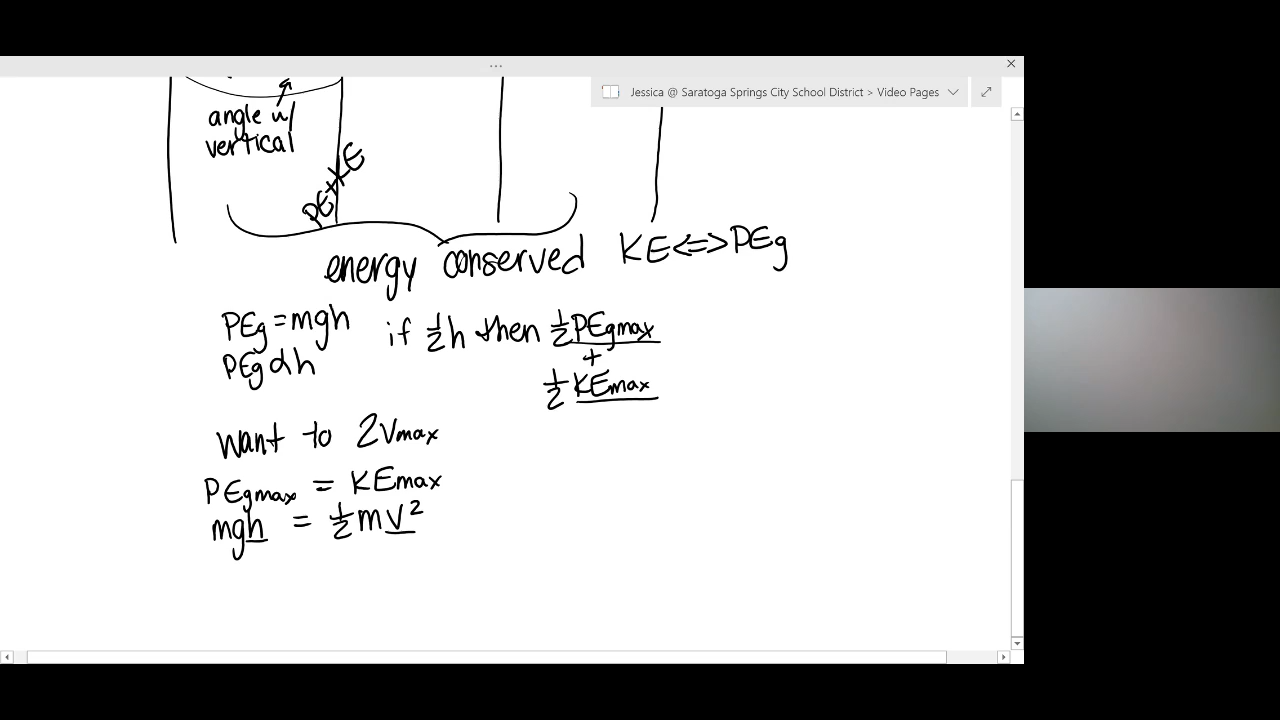 Jessica @ Saratoga Springs City School District > Video Pages
angle w/
vertical
PE+KE
energy conserved KE<=>PEg
PEg=mgh if ½h then ½PEgmax
PEg∝h +
½KEmax
want to 2Vmax
PEgmax = KEmax
mgh = ½mv²